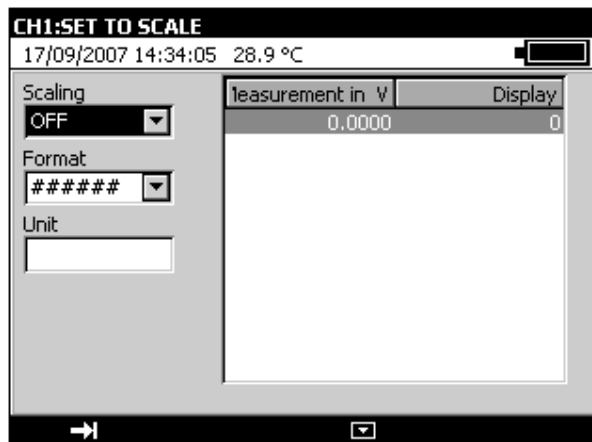 CH1:SET TO SCALE
17/09/2007 14:34:05 28.9 °C
Scaling
OFF
Format
######
Unit
leasurement in V Display
0.0000 0